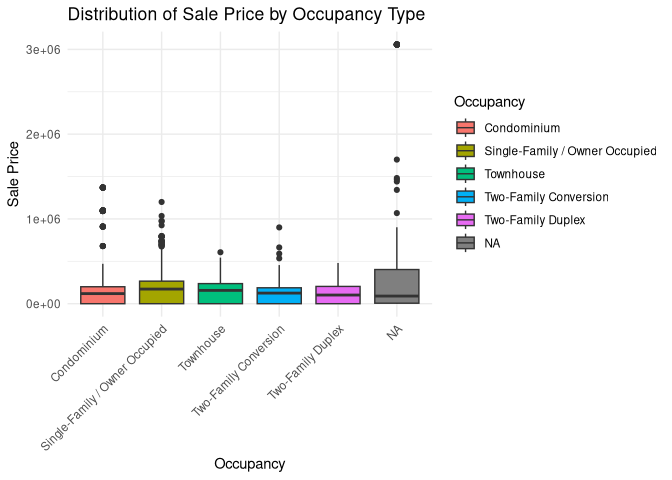 Distribution of Sale Price by Occupancy Type
3e+06
2e+06
1e+06
0e+00
Sale Price
Condominium
Single-Family / Owner Occupied
Townhouse
Two-Family Conversion
Two-Family Duplex
NA
Occupancy
Occupancy
Condominium
Single-Family / Owner Occupied
Townhouse
Two-Family Conversion
Two-Family Duplex
NA